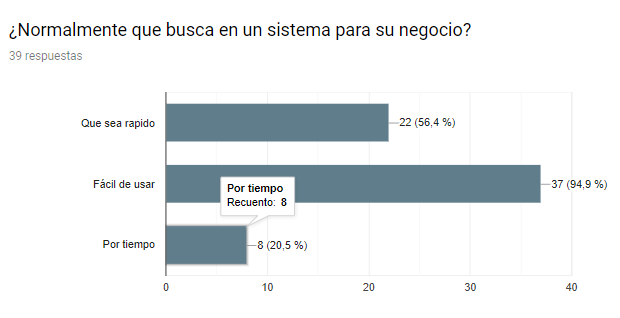 ¿Normalmente que busca en un sistema para su negocio?
39 respuestas
Que sea rapido
22 (56,4 %)
Fácil de usar
37 (94,9 %)
Por tiempo
Recuento: 8
Por tiempo
8 (20,5 %)
0 10 20 30 40